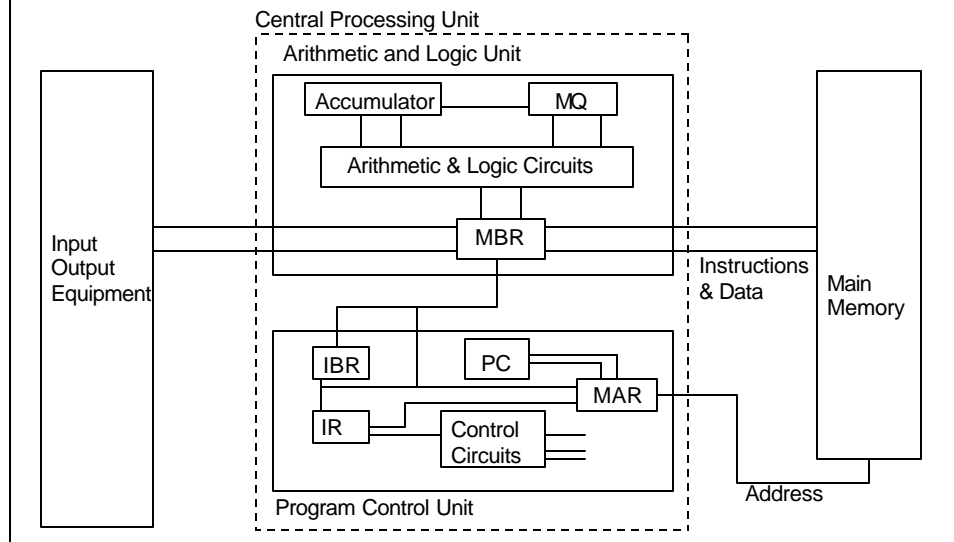 Central Processing Unit
Arithmetic and Logic Unit
Accumulator
MQ
Arithmetic & Logic Circuits
MBR
Input
Output
Equipment
Instructions
& Data
Main
Memory
IBR
PC
MAR
IR
Control
Circuits
Address
Program Control Unit